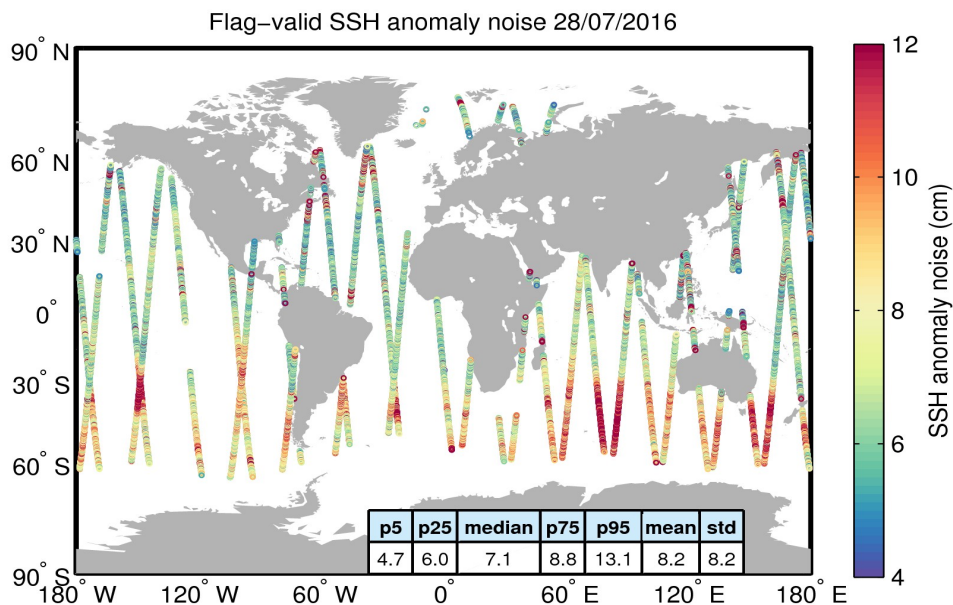 Flag−valid SSH anomaly noise 28/07/2016
90° N
60° N
30° N
0°
30° S
60° S
90° S
180° W
120° W
60° W
0°
60° E
120° E
180° E
p5 p25 median p75 p95 mean std
4.7 6.0 7.1 8.8 13.1 8.2 8.2
12
10
8
6
4
SSH anomaly noise (cm)